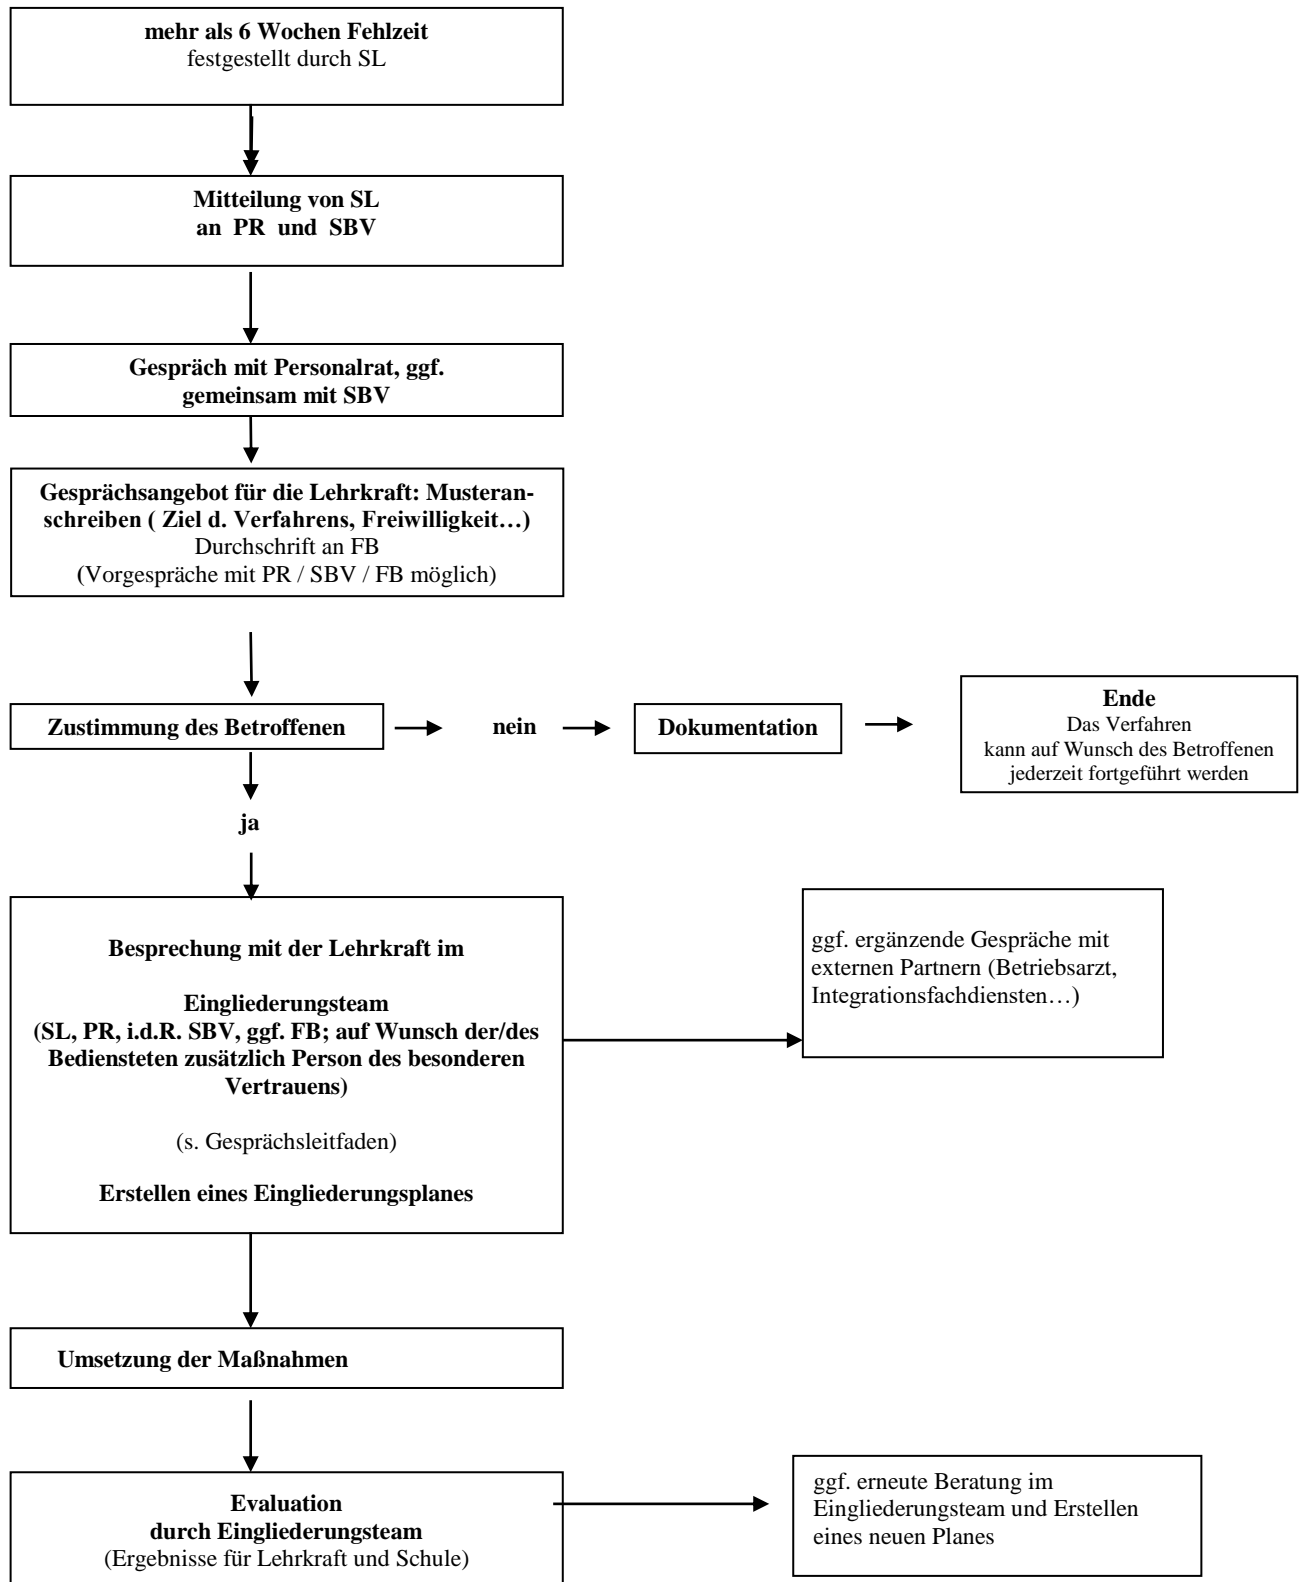 mehr als 6 Wochen Fehlzeit
festgestellt durch SL
Mitteilung von SL
an PR und SBV
Gespräch mit Personalrat, ggf.
gemeinsam mit SBV
Gesprächsangebot für die Lehrkraft: Musteran-
schreiben ( Ziel d. Verfahrens, Freiwilligkeit…)
Durchschrift an FB
(Vorgespräche mit PR / SBV / FB möglich)
Zustimmung des Betroffenen
nein
Dokumentation
Ende
Das Verfahren
kann auf Wunsch des Betroffenen
jederzeit fortgeführt werden
ja
Besprechung mit der Lehrkraft im
Eingliederungsteam
(SL, PR, i.d.R. SBV, ggf. FB; auf Wunsch der/des
Bediensteten zusätzlich Person des besonderen
Vertrauens)
(s. Gesprächsleitfaden)
Erstellen eines Eingliederungsplanes
ggf. ergänzende Gespräche mit
externen Partnern (Betriebsarzt,
Integrationsfachdiensten…)
Umsetzung der Maßnahmen
Evaluation
durch Eingliederungsteam
(Ergebnisse für Lehrkraft und Schule)
ggf. erneute Beratung im
Eingliederungsteam und Erstellen
eines neuen Planes